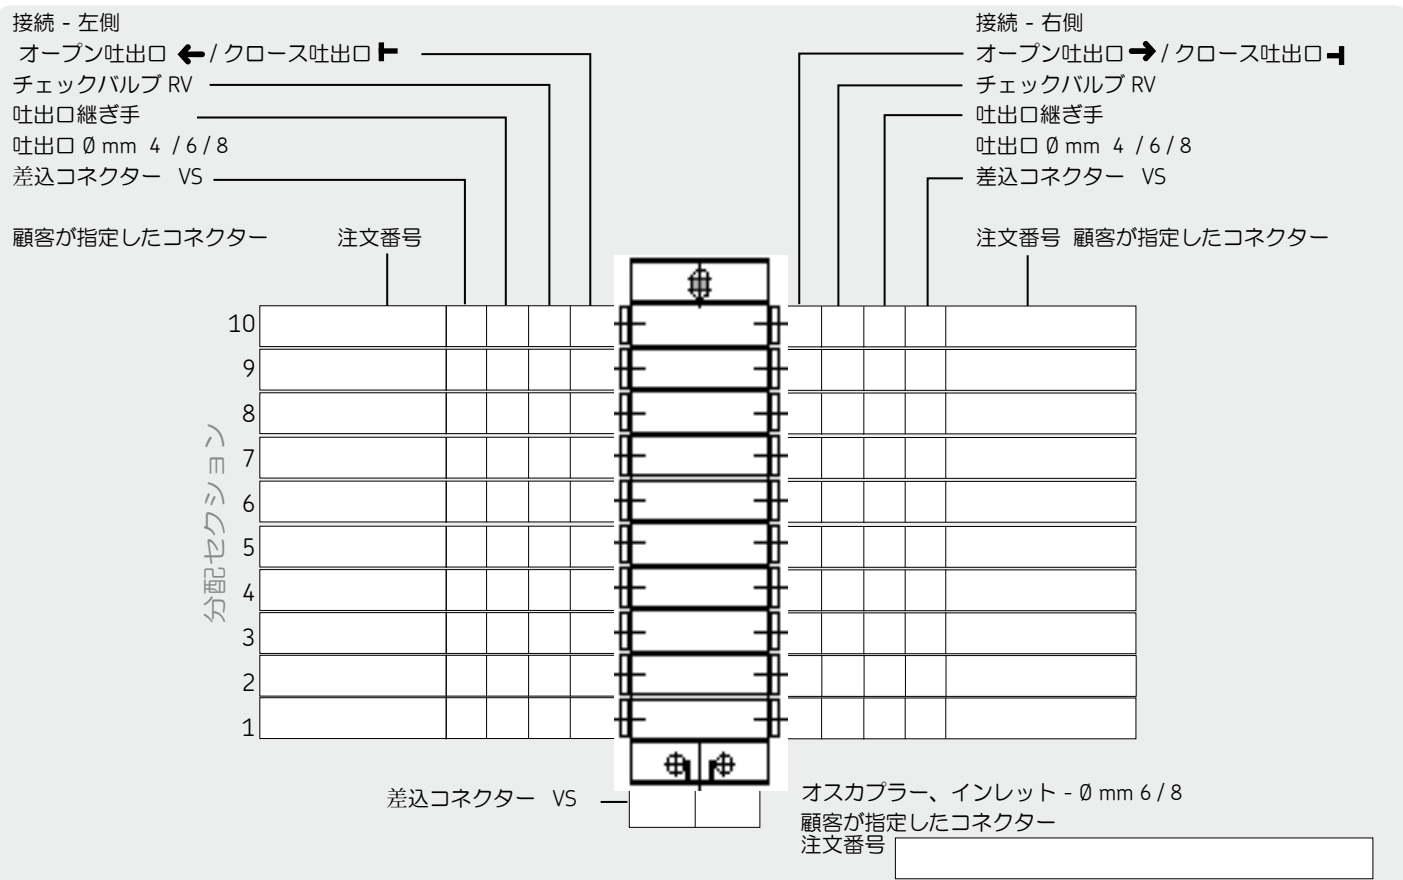 接続 - 左側
オープン吐出口 ← / クロース吐出口
チェックバルブ RV
吐出口継ぎ手
吐出口 Ø mm 4 / 6 / 8
差込コネクター VS
顧客が指定したコネクター 注文番号
接続 - 右側
オープン吐出口 → / クロース吐出口
チェックバルブ RV
吐出口継ぎ手
吐出口 Ø mm 4 / 6 / 8
差込コネクター VS
注文番号 顧客が指定したコネクター
分配セクション
10
9
8
7
6
5
4
3
2
1
差込コネクター VS
オスカプラー、インレット - Ø mm 6 / 8
顧客が指定したコネクター
注文番号